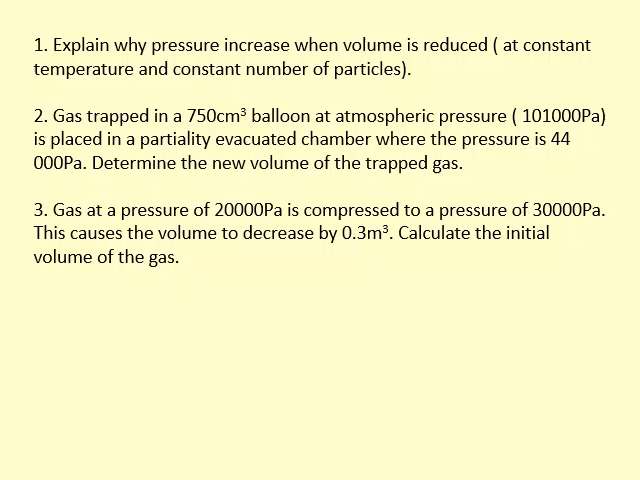 1. Explain why pressure increase when volume is reduced ( at constant
temperature and constant number of particles).
2. Gas trapped in a 750cm³ balloon at atmospheric pressure ( 101000Pa)
is placed in a partiality evacuated chamber where the pressure is 44
000Pa. Determine the new volume of the trapped gas.
3. Gas at a pressure of 20000Pa is compressed to a pressure of 30000Pa.
This causes the volume to decrease by 0.3m³. Calculate the initial
volume of the gas.